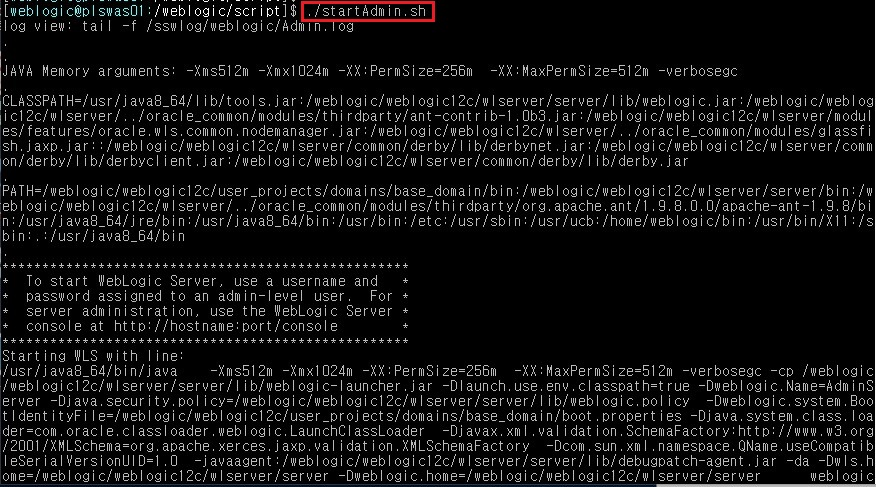 [weblogic@plswas01:/weblogic/script]$ ./startAdmin.sh
log view: tail -f /sswlog/weblogic/Admin.log
.
.
JAVA Memory arguments: -Xms512m -Xmx1024m -XX:PermSize=256m  -XX:MaxPermSize=512m -verbosegc
.
CLASSPATH=/usr/java8_64/lib/tools.jar:/weblogic/weblogic12c/wlserver/server/lib/weblogic.jar:/weblogic/weblo
gic12c/wlserver/../oracle_common/modules/thirdparty/ant-contrib-1.0b3.jar:/weblogic/weblogic12c/wlserver/modul
es/features/oracle.wls.common.nodemanager.jar:/weblogic/weblogic12c/wlserver/../oracle_common/modules/glassfi
sh.jaxp.jar::/weblogic/weblogic12c/wlserver/common/derby/lib/derbynet.jar:/weblogic/weblogic12c/wlserver/comm
on/derby/lib/derbyclient.jar:/weblogic/weblogic12c/wlserver/common/derby/lib/derby.jar
.
PATH=/weblogic/weblogic12c/user_projects/domains/base_domain/bin:/weblogic/weblogic12c/wlserver/server/bin:/w
eblogic/weblogic12c/wlserver/../oracle_common/modules/thirdparty/org.apache.ant/1.9.8.0.0/apache-ant-1.9.8/bi
n:/usr/java8_64/jre/bin:/usr/java8_64/bin:/usr/bin:/etc:/usr/sbin:/usr/ucb:/home/weblogic/bin:/usr/bin/X11:/s
bin:.:/usr/java8_64/bin
.
***************************************************
*  To start WebLogic Server, use a username and   *
*  password assigned to an admin-level user.  For *
*  server administration, use the WebLogic Server *
*  console at http://hostname:port/console        *
***************************************************
Starting WLS with line:
/usr/java8_64/bin/java    -Xms512m -Xmx1024m -XX:PermSize=256m  -XX:MaxPermSize=512m -verbosegc -cp /weblogic
/weblogic12c/wlserver/server/lib/weblogic-launcher.jar -Dlaunch.use.env.classpath=true -Dweblogic.Name=AdminS
erver -Djava.security.policy=/weblogic/weblogic12c/wlserver/server/lib/weblogic.policy  -Dweblogic.system.Boo
tIdentityFile=/weblogic/weblogic12c/user_projects/domains/base_domain/boot.properties -Djava.system.class.loa
der=com.oracle.classloader.weblogic.LaunchClassLoader  -Djavax.xml.validation.SchemaFactory:http://www.w3.org
/2001/XMLSchema=org.apache.xerces.jaxp.validation.XMLSchemaFactory  -Dcom.sun.xml.namespace.QName.useCompatib
leSerialVersionUID=1.0  -javaagent:/weblogic/weblogic12c/wlserver/server/lib/debugpatch-agent.jar -da -Dwls.h
ome=/weblogic/weblogic12c/wlserver/server -Dweblogic.home=/weblogic/weblogic12c/wlserver/server      weblogic